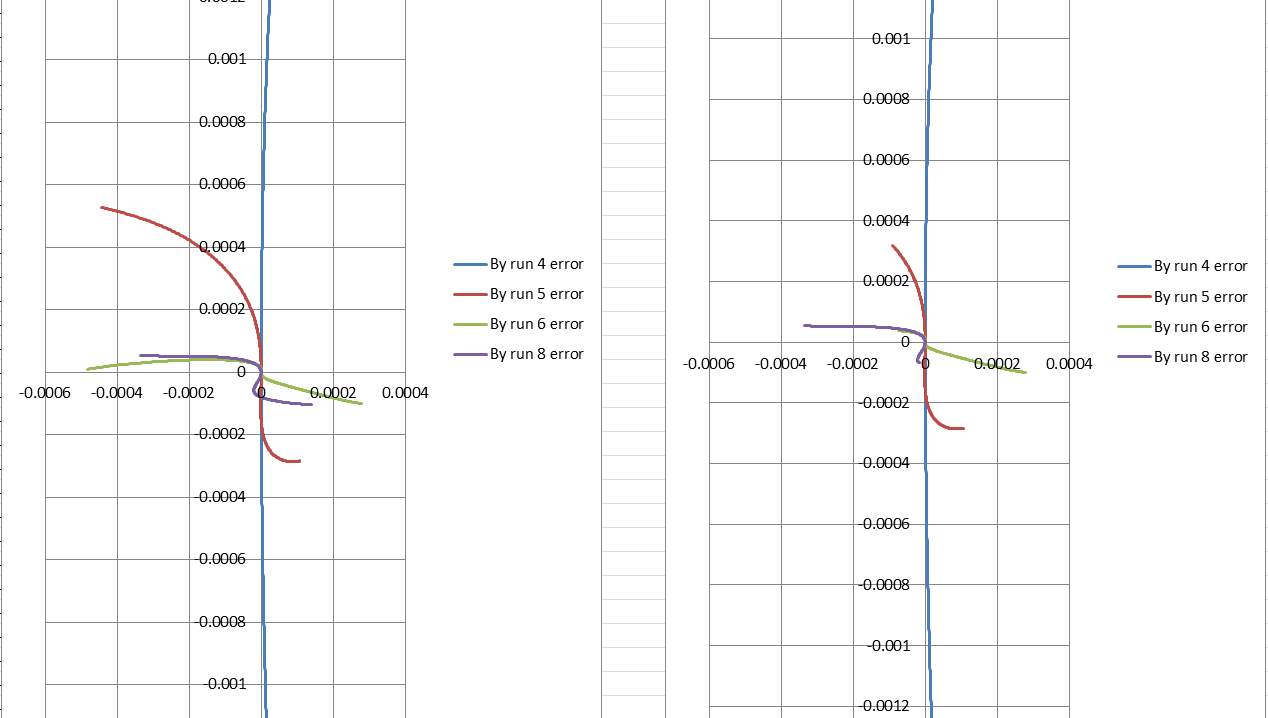 0.0012
0.001
0.0008
0.0006
0.0004
0.0002
0
-0.0006 -0.0004 -0.0002 0 0.0002 0.0004
-0.0002
-0.0004
-0.0006
-0.0008
-0.001
By run 4 error
By run 5 error
By run 6 error
By run 8 error
0.001
0.0008
0.0006
0.0004
0.0002
0
-0.0006 -0.0004 -0.0002 0 0.0002 0.0004
-0.0002
-0.0004
-0.0006
-0.0008
-0.001
-0.0012
By run 4 error
By run 5 error
By run 6 error
By run 8 error